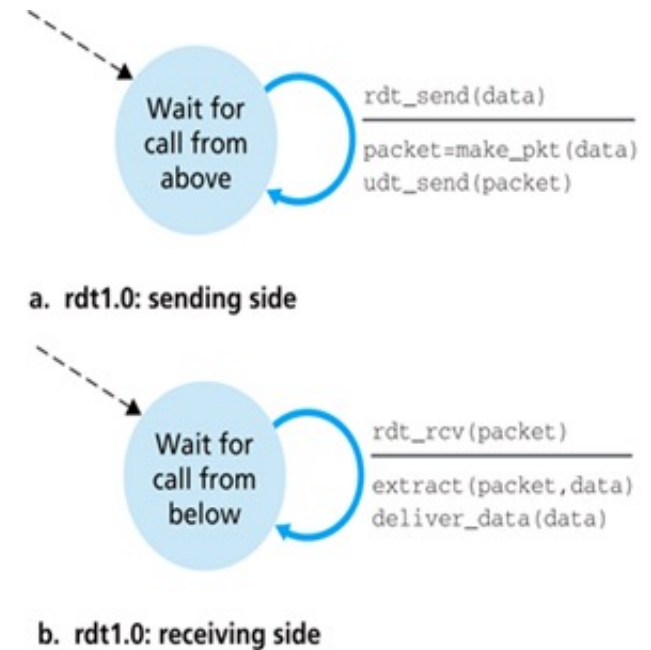 Wait for
call from
above
rdt_send(data)
packet=make_pkt(data)
udt_send(packet)
a. rdt1.0: sending side
Wait for
call from
below
rdt_rcv(packet)
extract(packet,data)
deliver_data(data)
b. rdt1.0: receiving side